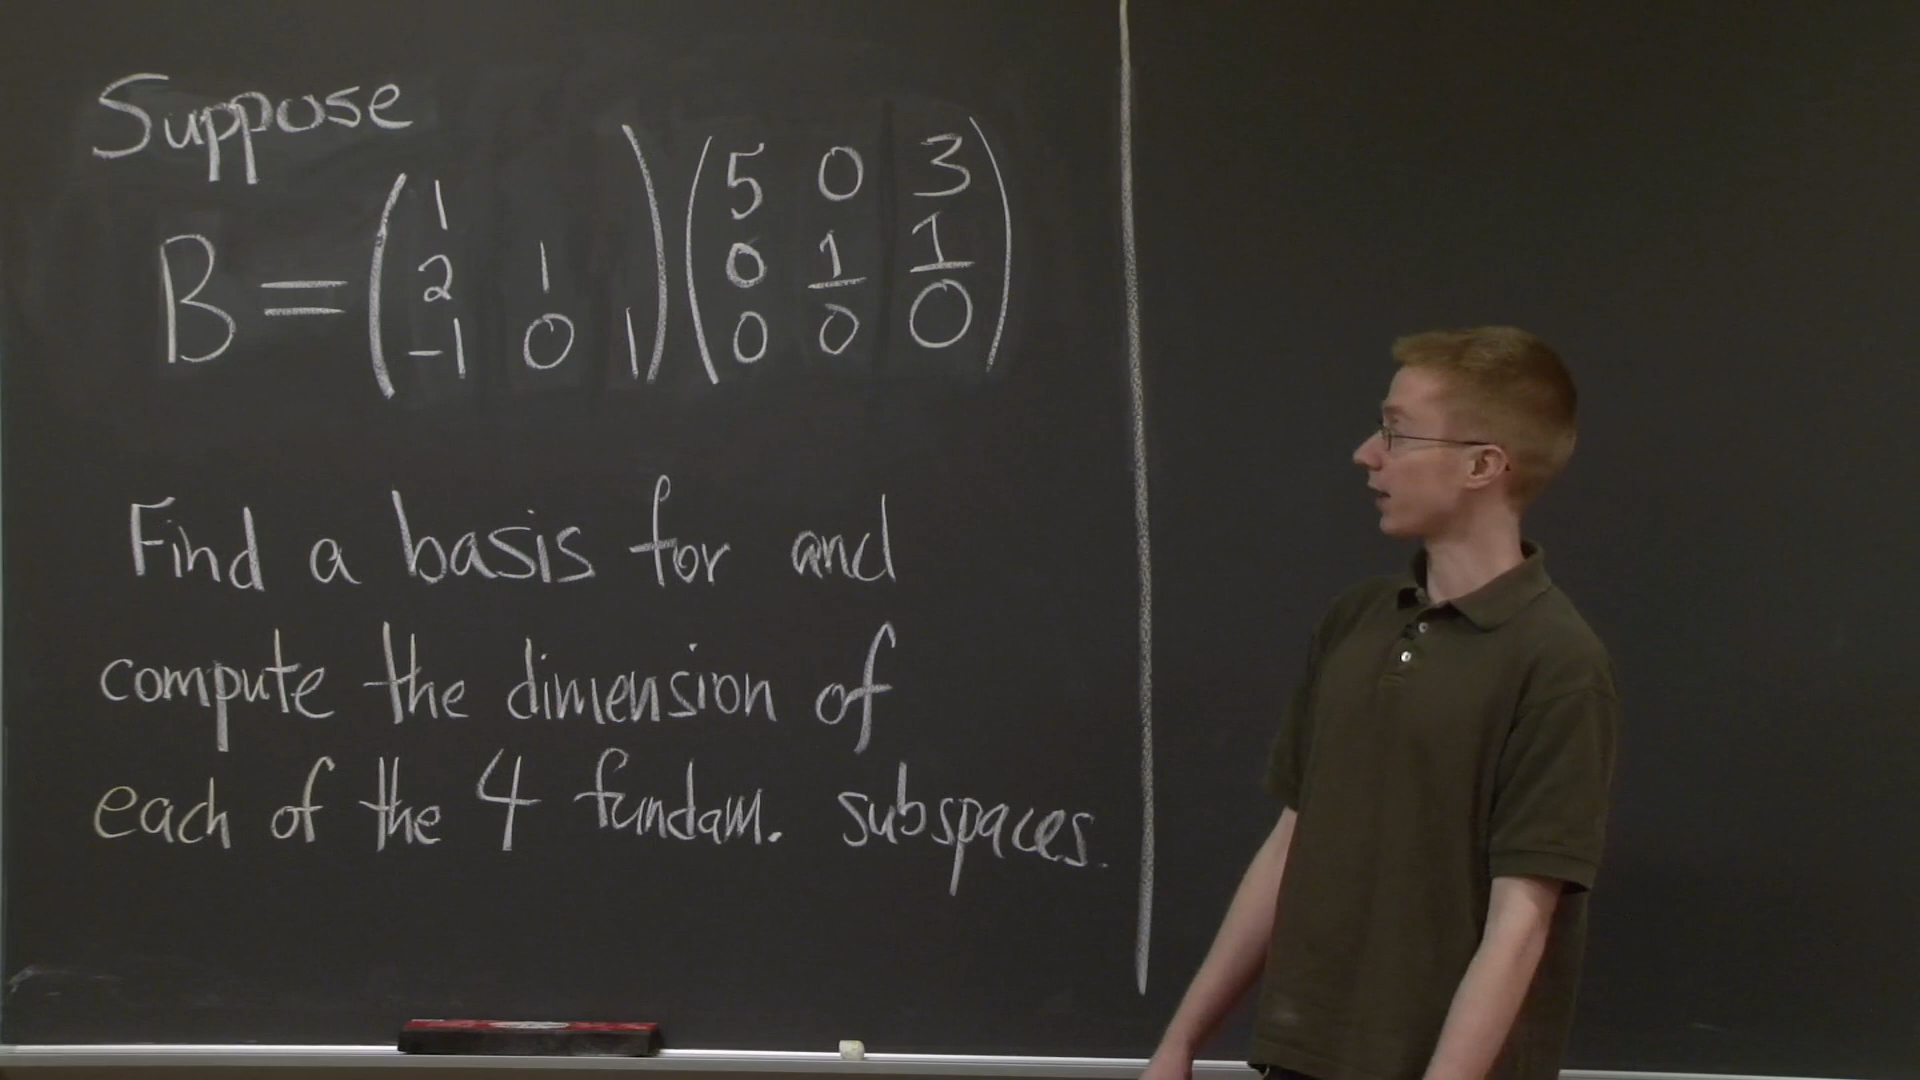 Suppose
B = ( 1
2 1
-1 0 1 ) ( 5 0 3
0 1 1
0 0 0 )
Find a basis for and
compute the dimension of
each of the 4 fundam. subspaces.